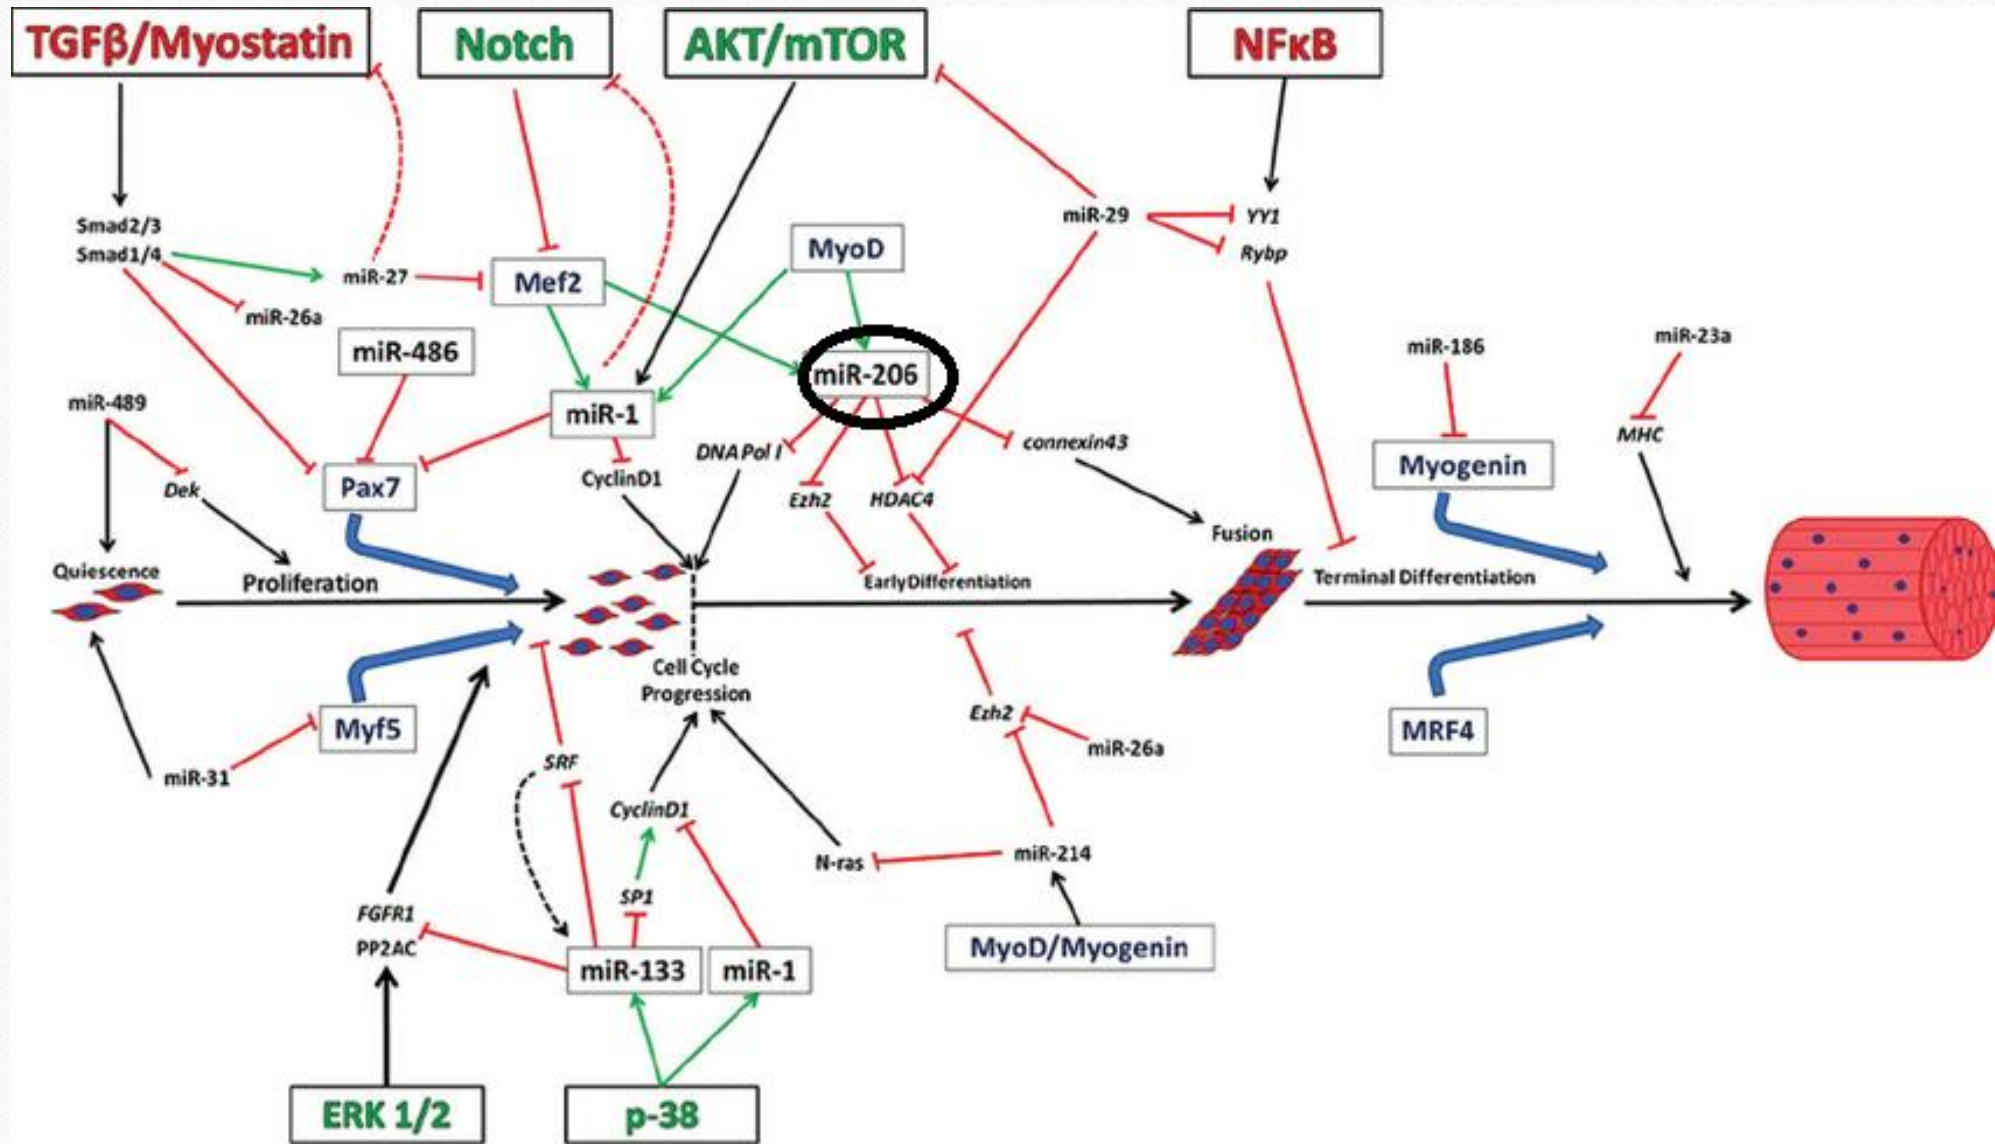 TGFβ/Myostatin
Notch
AKT/mTOR
NFκB
Smad2/3
Smad1/4
miR-27
miR-26a
Mef2
MyoD
miR-29
YY1
Rybp
miR-486
miR-1
miR-206
miR-186
miR-23a
miR-489
Dek
Pax7
CyclinD1
DNA Pol I
Ezh2
HDAC4
connexin43
Myogenin
MHC
Quiescence
Proliferation
EarlyDifferentiation
Fusion
Terminal Differentiation
Cell Cycle
Progression
Myf5
miR-31
SRF
CyclinD1
SP1
N-ras
Ezh2
miR-26a
miR-214
MRF4
FGFR1
PP2AC
miR-133
miR-1
MyoD/Myogenin
ERK 1/2
p-38